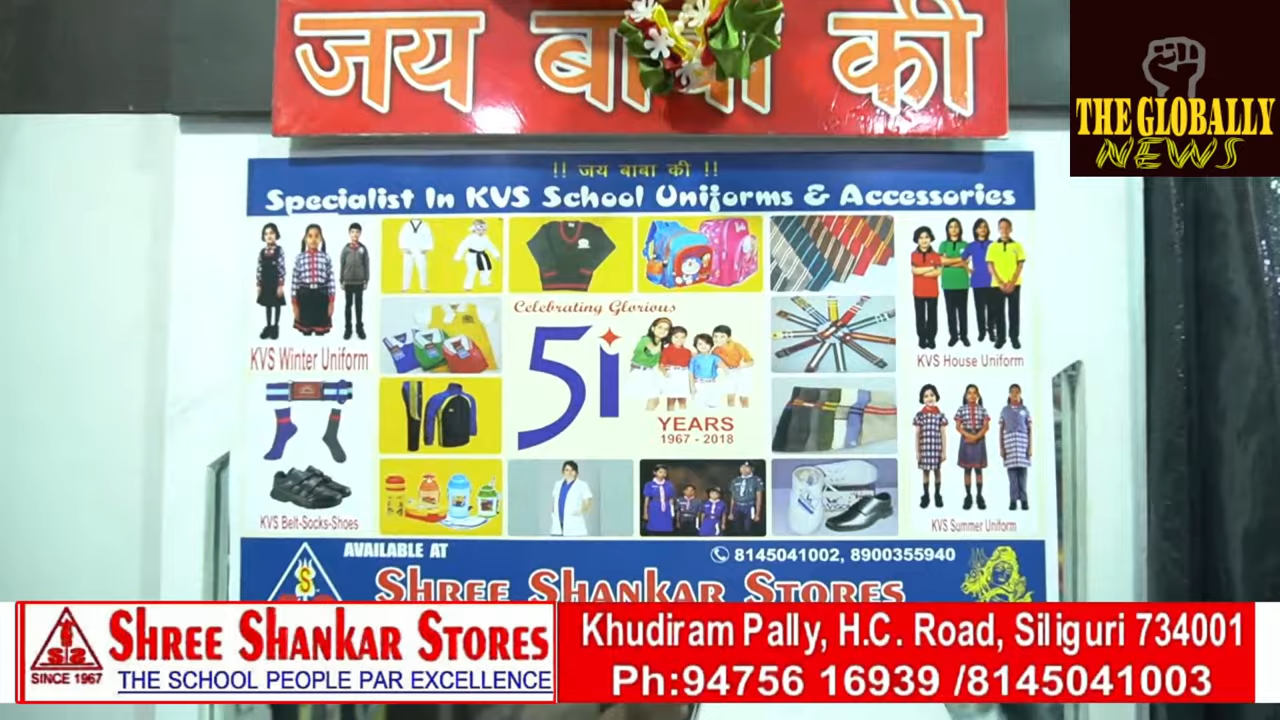 जय बाबा की
THE GLOBALLY
NEWS
!! जय बाबा की !!
Specialist In KVS School Uniforms & Accessories
KVS Winter Uniform
Celebrating Glorious
51
YEARS
1967 - 2018
KVS House Uniform
KVS Belt-Socks-Shoes
KVS Summer Uniform
AVAILABLE AT
8145041002, 8900355940
SHREE SHANKAR STORES
SHREE SHANKAR STORES
SINCE 1967
THE SCHOOL PEOPLE PAR EXCELLENCE
Khudiram Pally, H.C. Road, Siliguri 734001
Ph:94756 16939 /8145041003